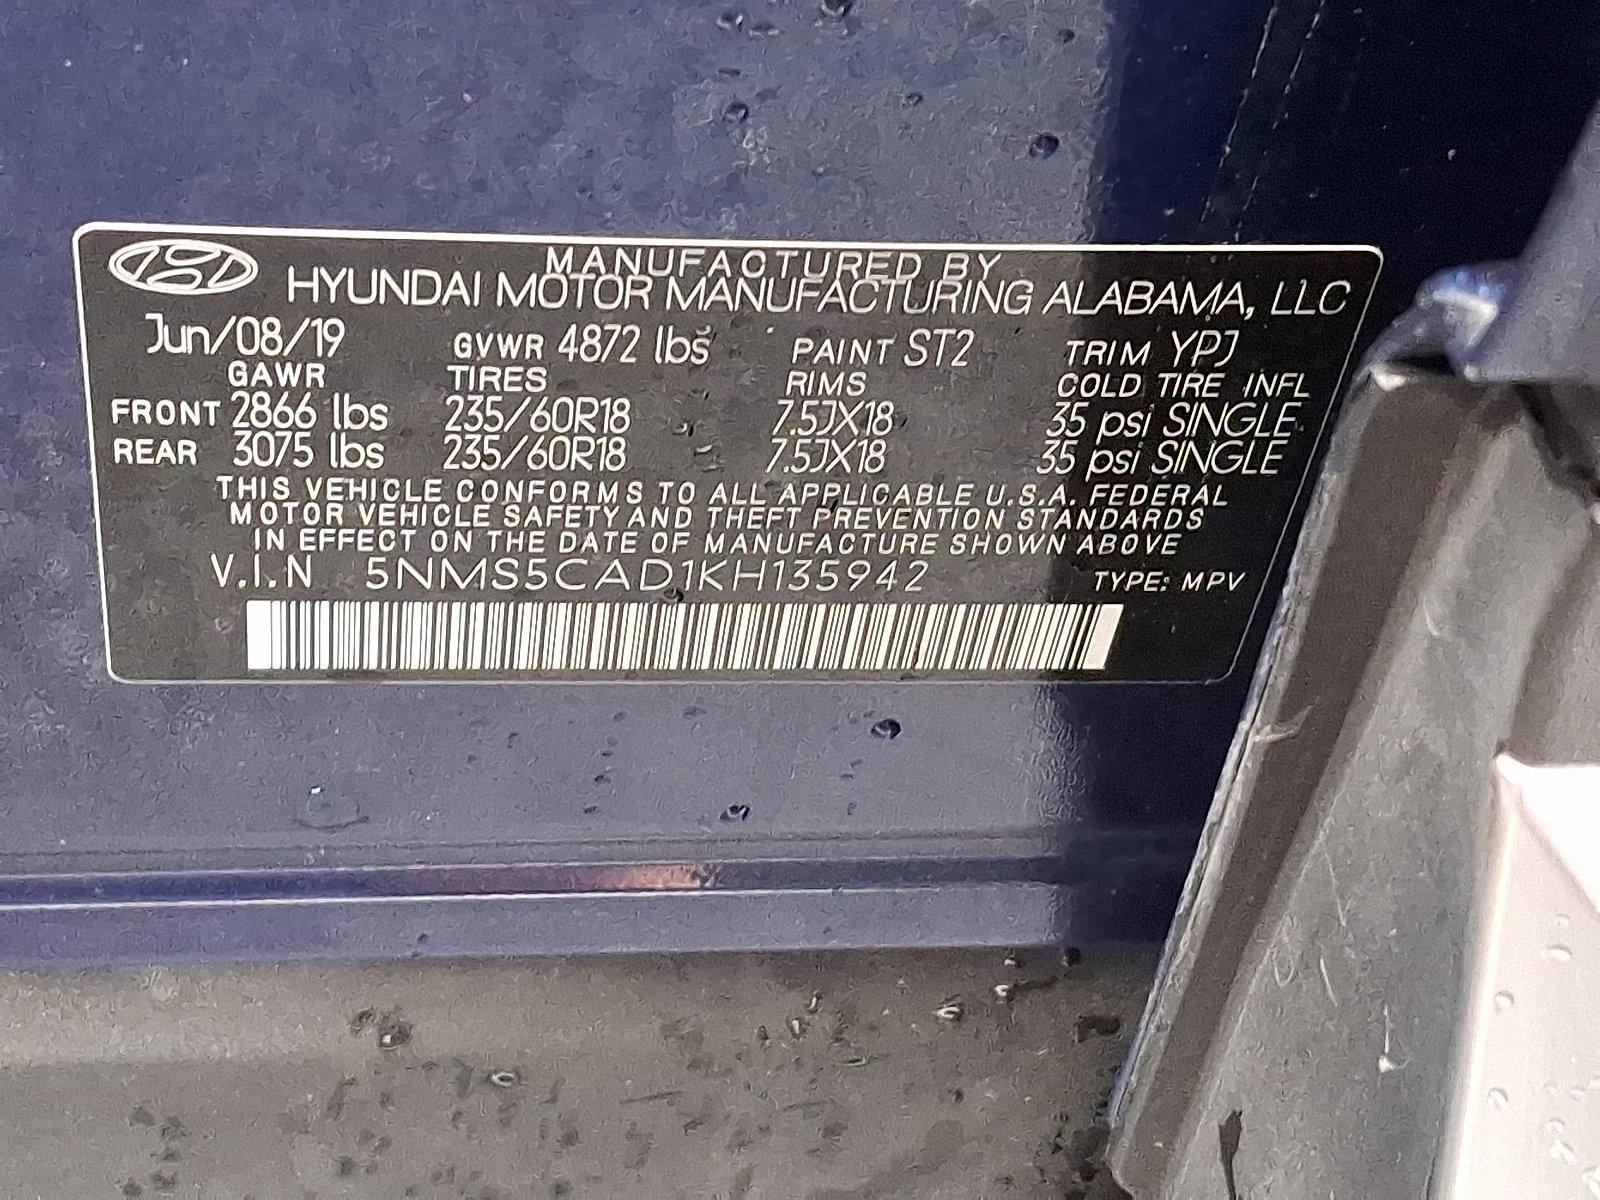 MANUFACTURED BY
HYUNDAI MOTOR MANUFACTURING ALABAMA, LLC
Jun/08/19 GVWR 4872 lbs PAINT ST2 TRIM YPJ
GAWR TIRES RIMS COLD TIRE INFL
FRONT 2866 lbs 235/60R18 7.5JX18 35 psi SINGLE
REAR 3075 lbs 235/60R18 7.5JX18 35 psi SINGLE
THIS VEHICLE CONFORMS TO ALL APPLICABLE U.S.A. FEDERAL
MOTOR VEHICLE SAFETY AND THEFT PREVENTION STANDARDS
IN EFFECT ON THE DATE OF MANUFACTURE SHOWN ABOVE
V.I.N 5NMS5CAD1KH135942 TYPE: MPV